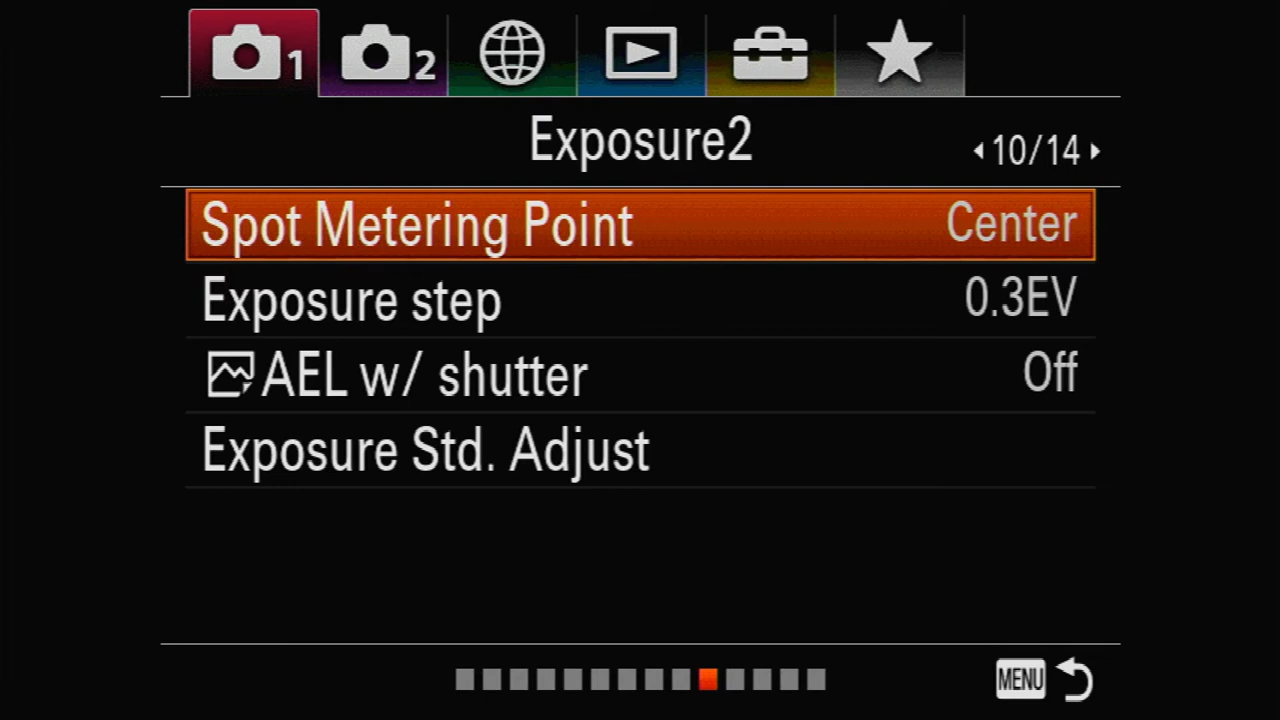 1 2
Exposure2
10/14
Spot Metering Point Center
Exposure step 0.3EV
AEL w/ shutter Off
Exposure Std. Adjust
MENU